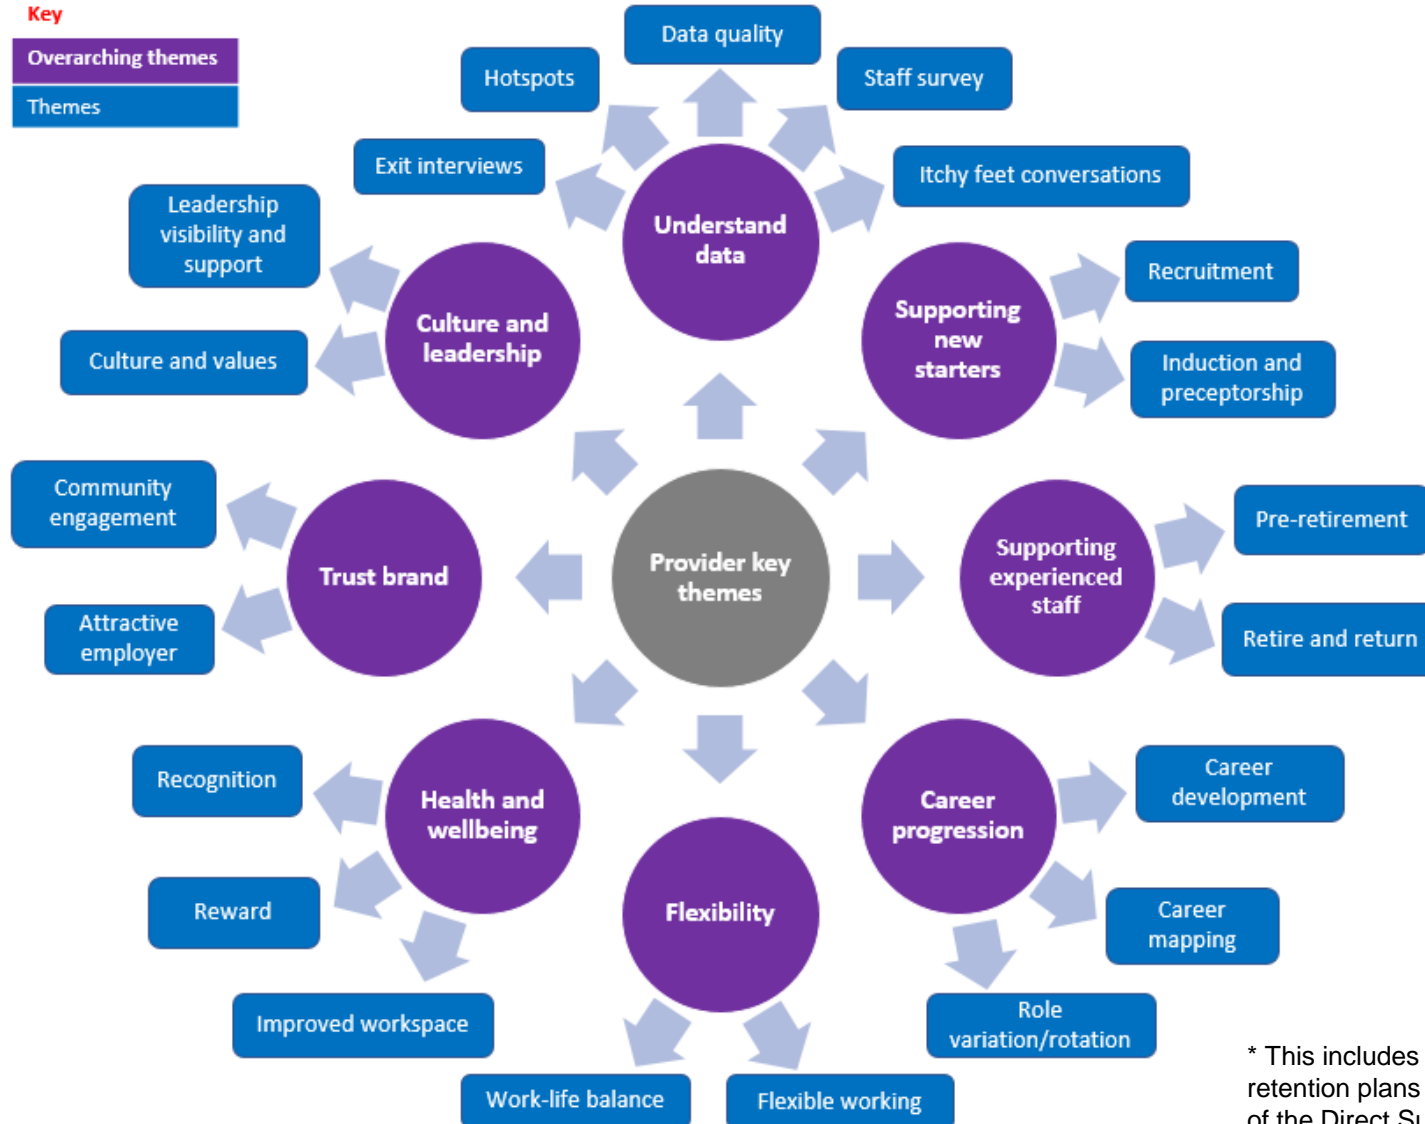 Key
Overarching themes
Themes
Data quality
Hotspots
Staff survey
Exit interviews
Itchy feet conversations
Understand
data
Leadership
visibility and
support
Culture and values
Culture and
leadership
Supporting
new
starters
Recruitment
Induction and
preceptorship
Community
engagement
Attractive
employer
Trust brand
Provider key
themes
Supporting
experienced
staff
Pre-retirement
Retire and return
Recognition
Reward
Improved workspace
Health and
wellbeing
Flexibility
Work-life balance
Flexible working
Career
progression
Career
development
Career
mapping
Role
variation/rotation
* This includes
retention plans
of the Direct